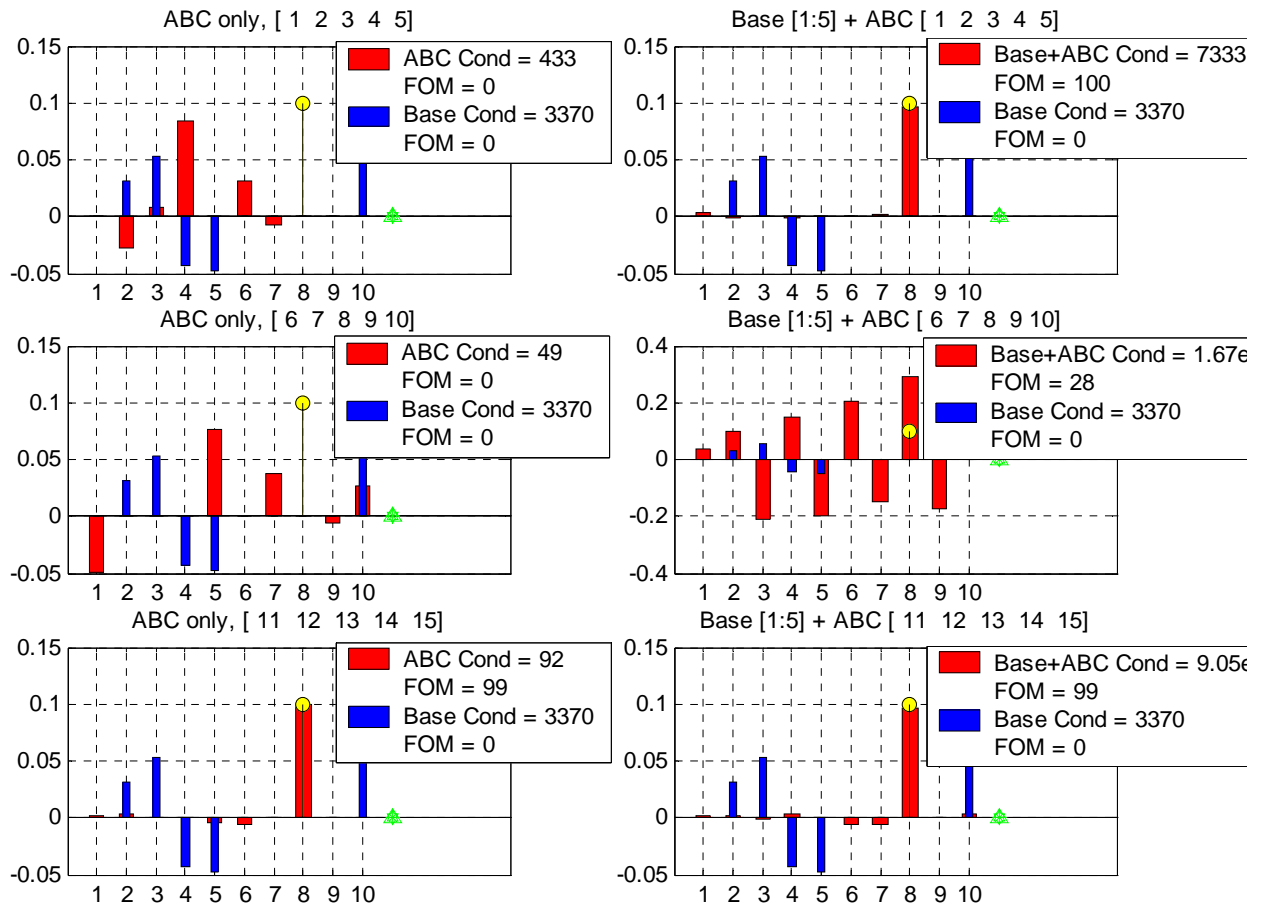 ABC only, [ 1 2 3 4 5]
0.15
0.1
0.05
0
-0.05
ABC Cond = 433
FOM = 0
Base Cond = 3370
FOM = 0
1 2 3 4 5 6 7 8 9 10
Base [1:5] + ABC [ 1 2 3 4 5]
0.15
0.1
0.05
0
-0.05
Base+ABC Cond = 7333
FOM = 100
Base Cond = 3370
FOM = 0
1 2 3 4 5 6 7 8 9 10
ABC only, [ 6 7 8 9 10]
0.15
0.1
0.05
0
-0.05
ABC Cond = 49
FOM = 0
Base Cond = 3370
FOM = 0
1 2 3 4 5 6 7 8 9 10
Base [1:5] + ABC [ 6 7 8 9 10]
0.4
0.2
0
-0.2
-0.4
Base+ABC Cond = 1.67e
FOM = 28
Base Cond = 3370
FOM = 0
1 2 3 4 5 6 7 8 9 10
ABC only, [ 11 12 13 14 15]
0.15
0.1
0.05
0
-0.05
ABC Cond = 92
FOM = 99
Base Cond = 3370
FOM = 0
1 2 3 4 5 6 7 8 9 10
Base [1:5] + ABC [ 11 12 13 14 15]
0.15
0.1
0.05
0
-0.05
Base+ABC Cond = 9.05e
FOM = 99
Base Cond = 3370
FOM = 0
1 2 3 4 5 6 7 8 9 10